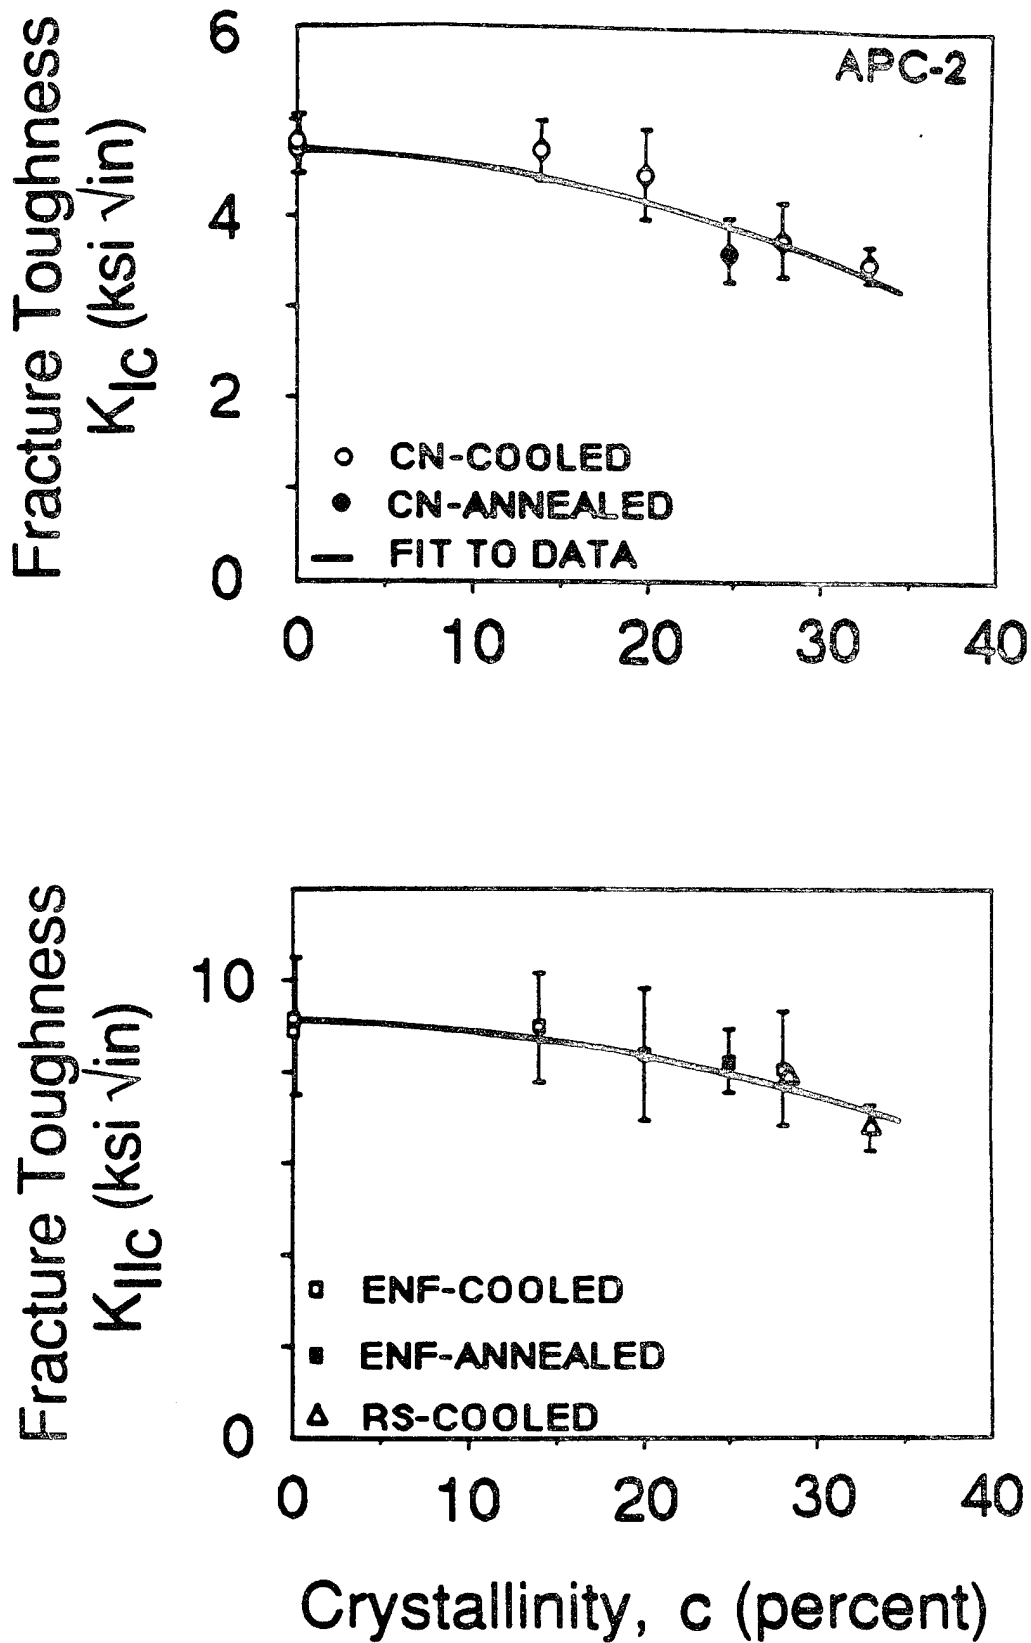 Fracture Toughness
K_Ic (ksi √in)
6
4
2
0
APC-2
CN-COOLED
CN-ANNEALED
FIT TO DATA
0 10 20 30 40
Fracture Toughness
K_IIc (ksi √in)
10
0
ENF-COOLED
ENF-ANNEALED
RS-COOLED
0 10 20 30 40
Crystallinity, c (percent)